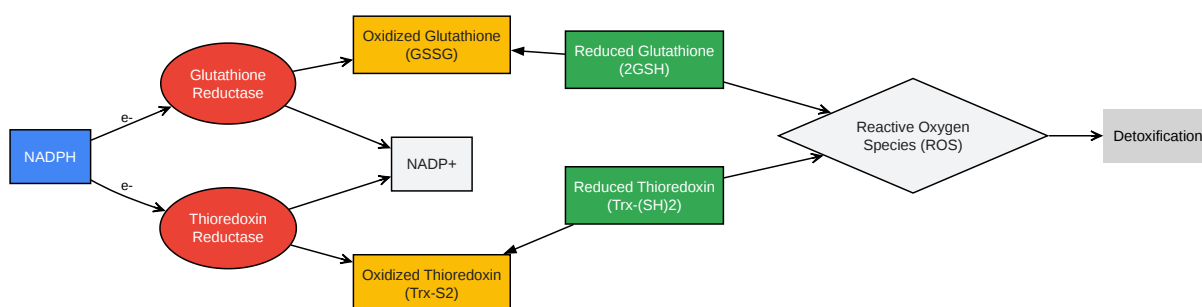 Oxidized Glutathione
(GSSG)
Reduced Glutathione
(2GSH)
Glutathione
Reductase
e-
NADPH
NADP+
Reactive Oxygen
Species (ROS)
Detoxification
e-
Thioredoxin
Reductase
Reduced Thioredoxin
(Trx-(SH)2)
Oxidized Thioredoxin
(Trx-S2)